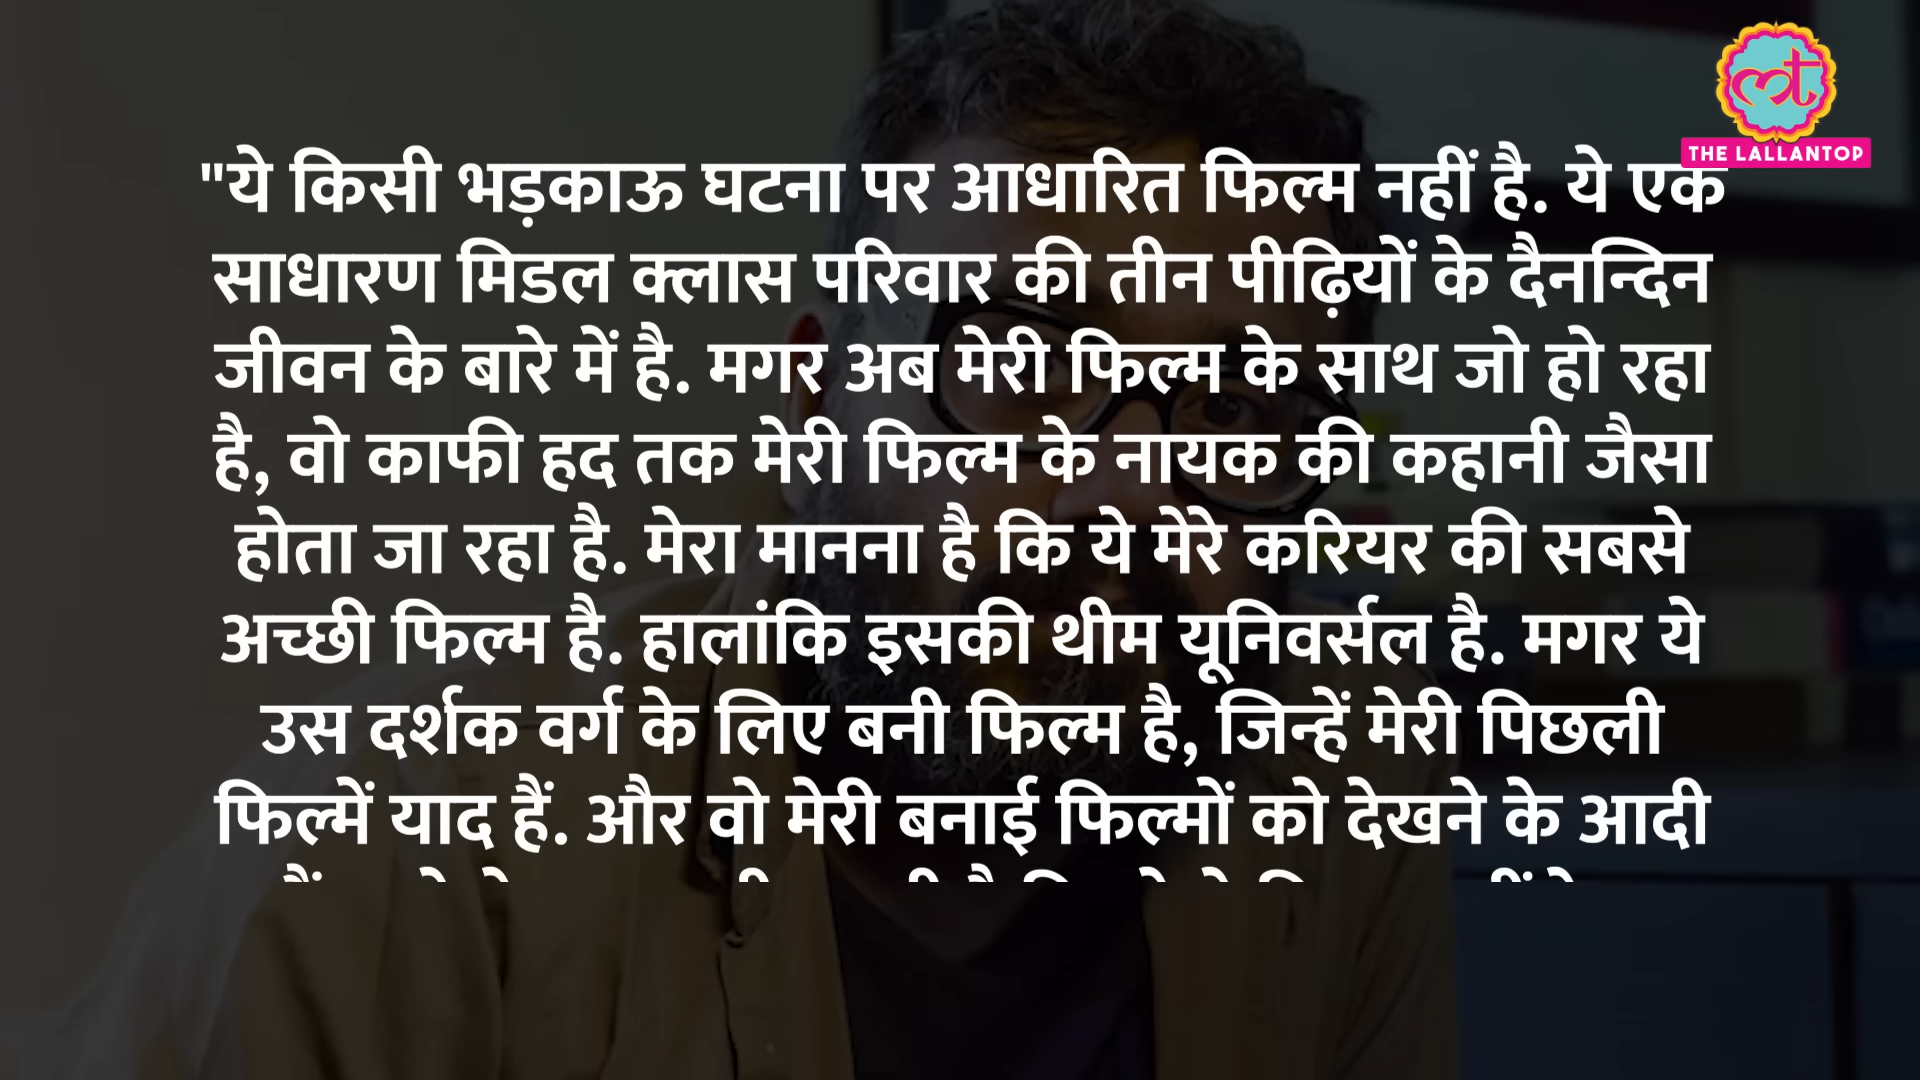 THE LALLANTOP
"ये किसी भड़काऊ घटना पर आधारित फिल्म नहीं है. ये एक
साधारण मिडल क्लास परिवार की तीन पीढ़ियों के दैनन्दिन
जीवन के बारे में है. मगर अब मेरी फिल्म के साथ जो हो रहा
है, वो काफी हद तक मेरी फिल्म के नायक की कहानी जैसा
होता जा रहा है. मेरा मानना है कि ये मेरे करियर की सबसे
अच्छी फिल्म है. हालांकि इसकी थीम यूनिवर्सल है. मगर ये
उस दर्शक वर्ग के लिए बनी फिल्म है, जिन्हें मेरी पिछली
फिल्में याद हैं. और वो मेरी बनाई फिल्मों को देखने के आदी